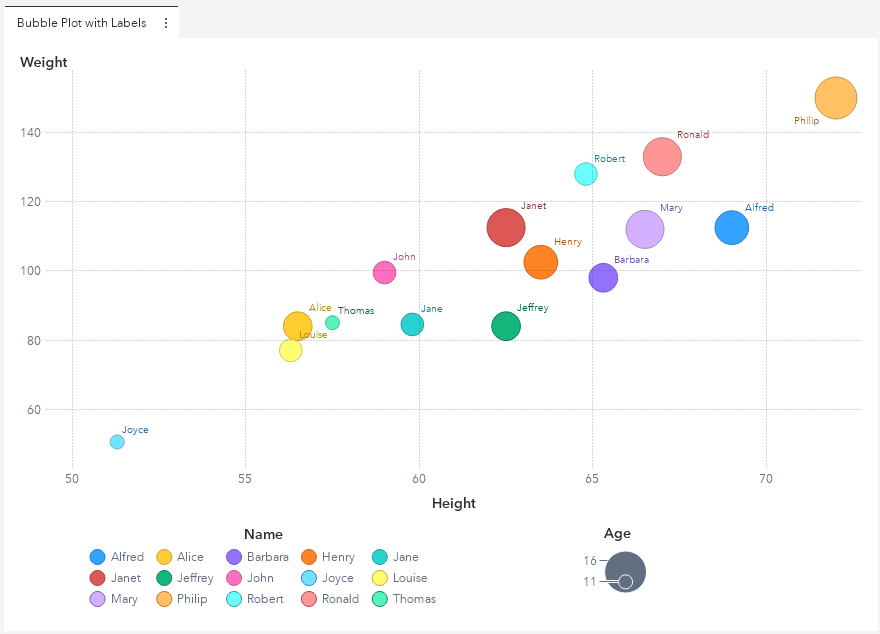 Bubble Plot with Labels
Weight
Philip
140
Ronald
Robert
120
Janet
Mary
Alfred
Henry
100
John
Barbara
Alice
Thomas
Jane
Jeffrey
80
Louise
60
Joyce
50 55 60 65 70
Height
Name
Alfred Alice Barbara Henry Jane
Janet Jeffrey John Joyce Louise
Mary Philip Robert Ronald Thomas
Age
16
11